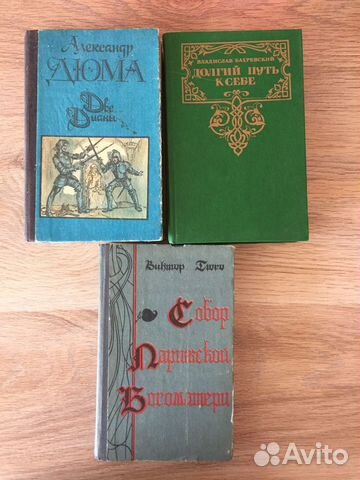 Александр
ДЮМА
Две
Дианы
ВЛАДИСЛАВ БАХРЕВСКИЙ
ДОЛГИЙ ПУТЬ
К СЕБЕ
Виктор Гюго
Собор
Парижской
Богоматери
Avito